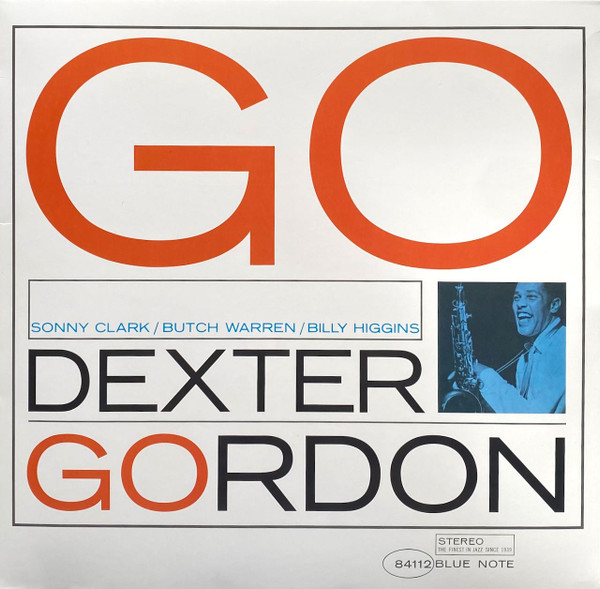 GO
SONNY CLARK / BUTCH WARREN / BILLY HIGGINS
DEXTER
GORDON
STEREO
THE FINEST IN JAZZ SINCE 1939
84112 BLUE NOTE